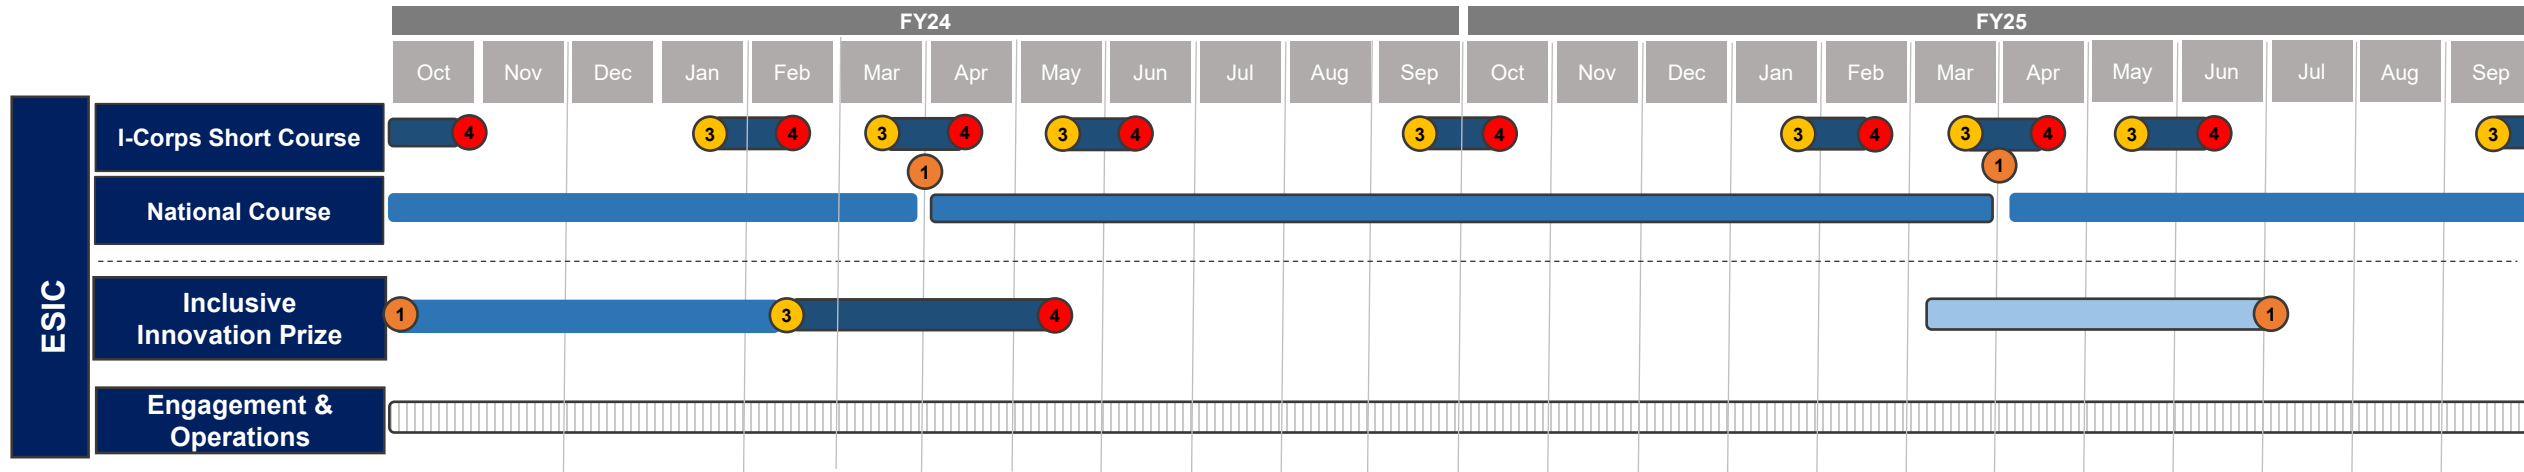 FY24 FY25
Oct Nov Dec Jan Feb Mar Apr May Jun Jul Aug Sep Oct Nov Dec Jan Feb Mar Apr May Jun Jul Aug Sep
ESIC
I-Corps Short Course
4 3 4 3 4 3 4 3 4 3 4 3 4 3 4 3
1 1
National Course
Inclusive
Innovation Prize
1 3 4 1
Engagement &
Operations